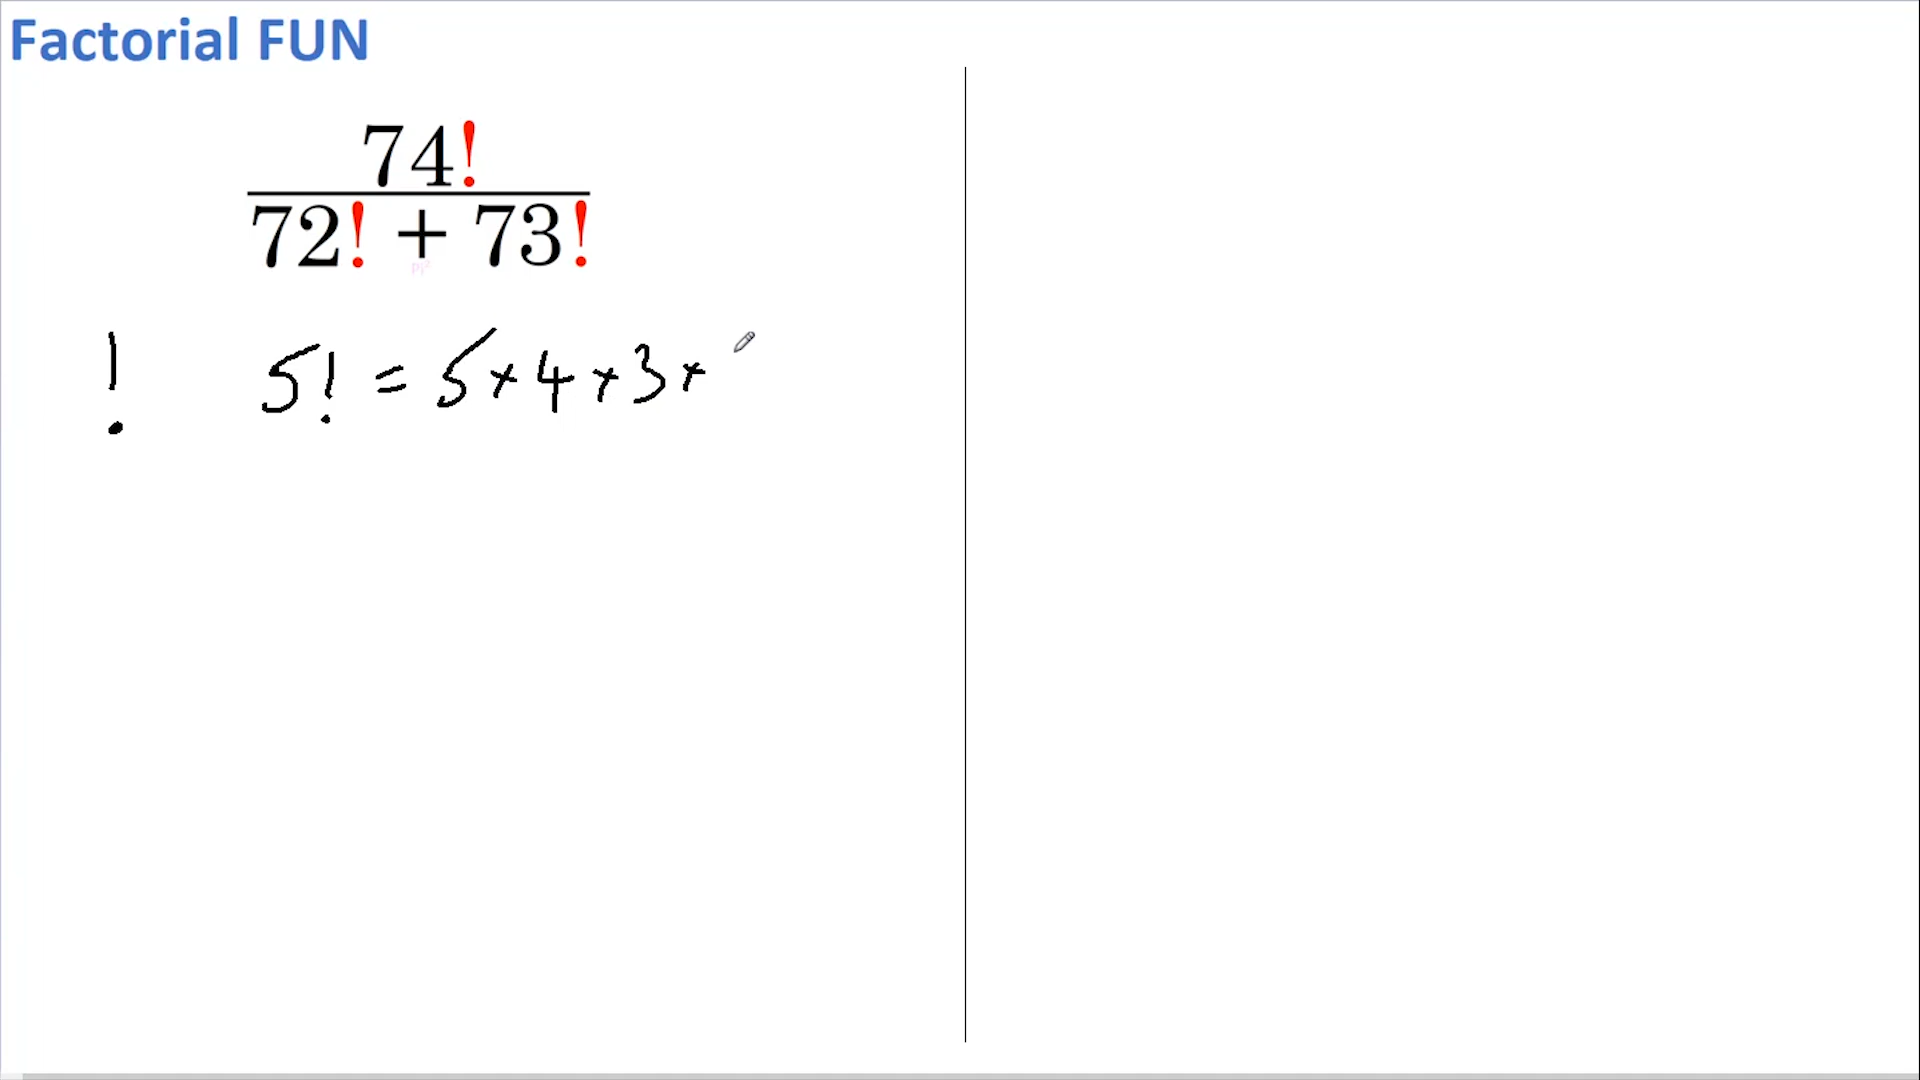 Factorial FUN
74!
72! + 73!
! 5! = 5 × 4 × 3 ×